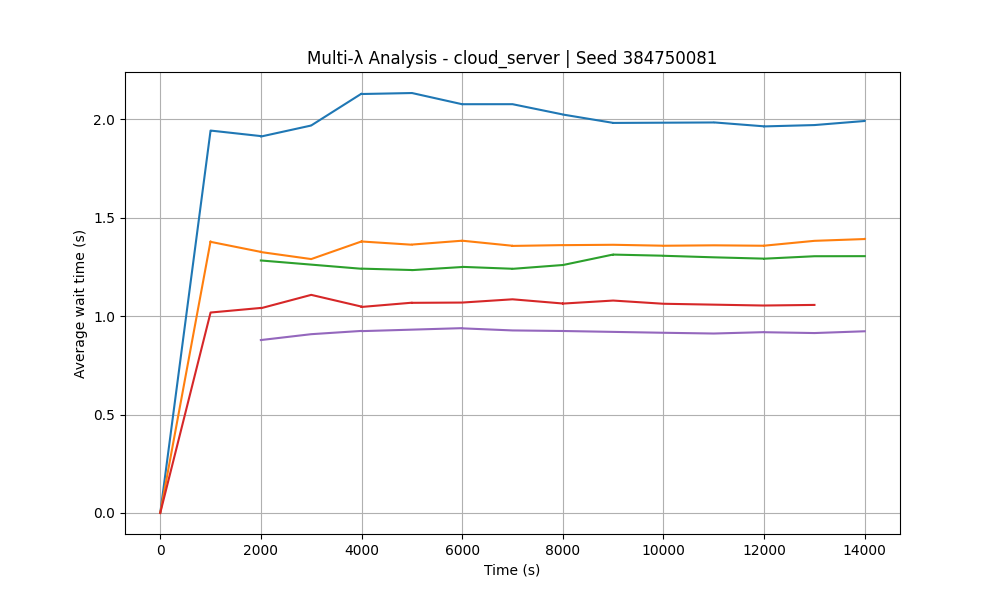 Multi-λ Analysis - cloud_server | Seed 384750081
Average wait time (s)
2.0
1.5
1.0
0.5
0.0
0 2000 4000 6000 8000 10000 12000 14000
Time (s)